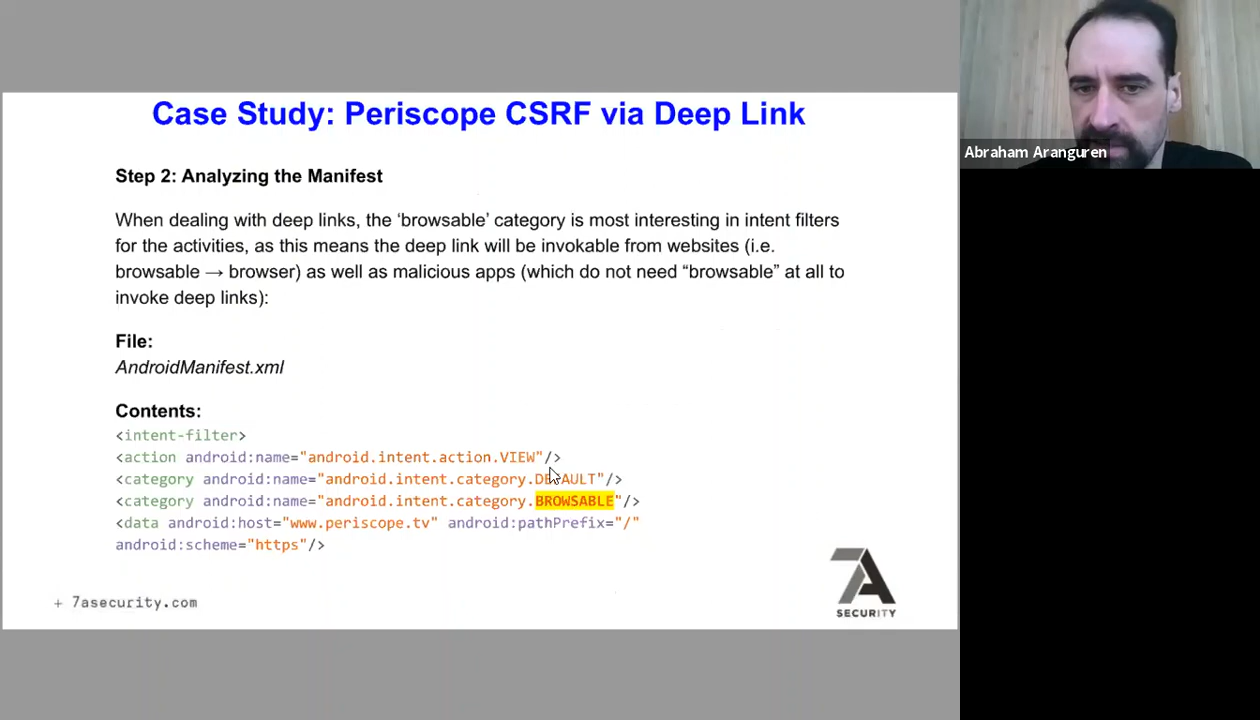 Case Study: Periscope CSRF via Deep Link
Abraham Aranguren
Step 2: Analyzing the Manifest
When dealing with deep links, the ‘browsable’ category is most interesting in intent filters
for the activities, as this means the deep link will be invokable from websites (i.e.
browsable → browser) as well as malicious apps (which do not need “browsable” at all to
invoke deep links):
File:
AndroidManifest.xml
Contents:
<intent-filter>
<action android:name="android.intent.action.VIEW"/>
<category android:name="android.intent.category.DEFAULT"/>
<category android:name="android.intent.category.BROWSABLE"/>
<data android:host="www.periscope.tv" android:pathPrefix="/"
android:scheme="https"/>
+ 7asecurity.com
7A
SECURITY